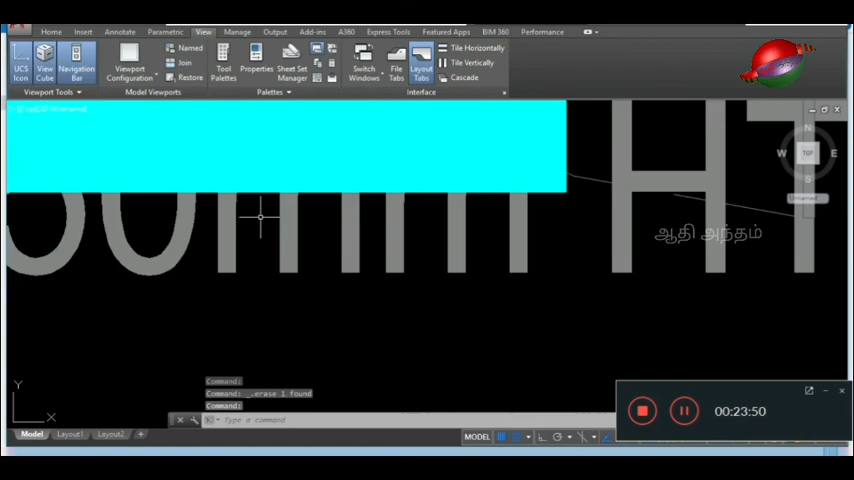 Home Insert Annotate Parametric View Manage Output Add-ins A360 Express Tools Featured Apps BIM 360 Performance
UCS Icon View Cube Navigation Bar
Viewport Configuration
Named
Join
Restore
Tool Palettes Properties Sheet Set Manager
Switch Windows File Tabs Layout Tabs
Tile Horizontally
Tile Vertically
Cascade
Viewport Tools Model Viewports Palettes Interface
N
W TOP E
S
Unnamed
ஆதி அந்தம்
Y
X
Command:
Command: _.erase 1 found
Command:
Type a command
00:23:50
Model Layout1 Layout2 +
MODEL